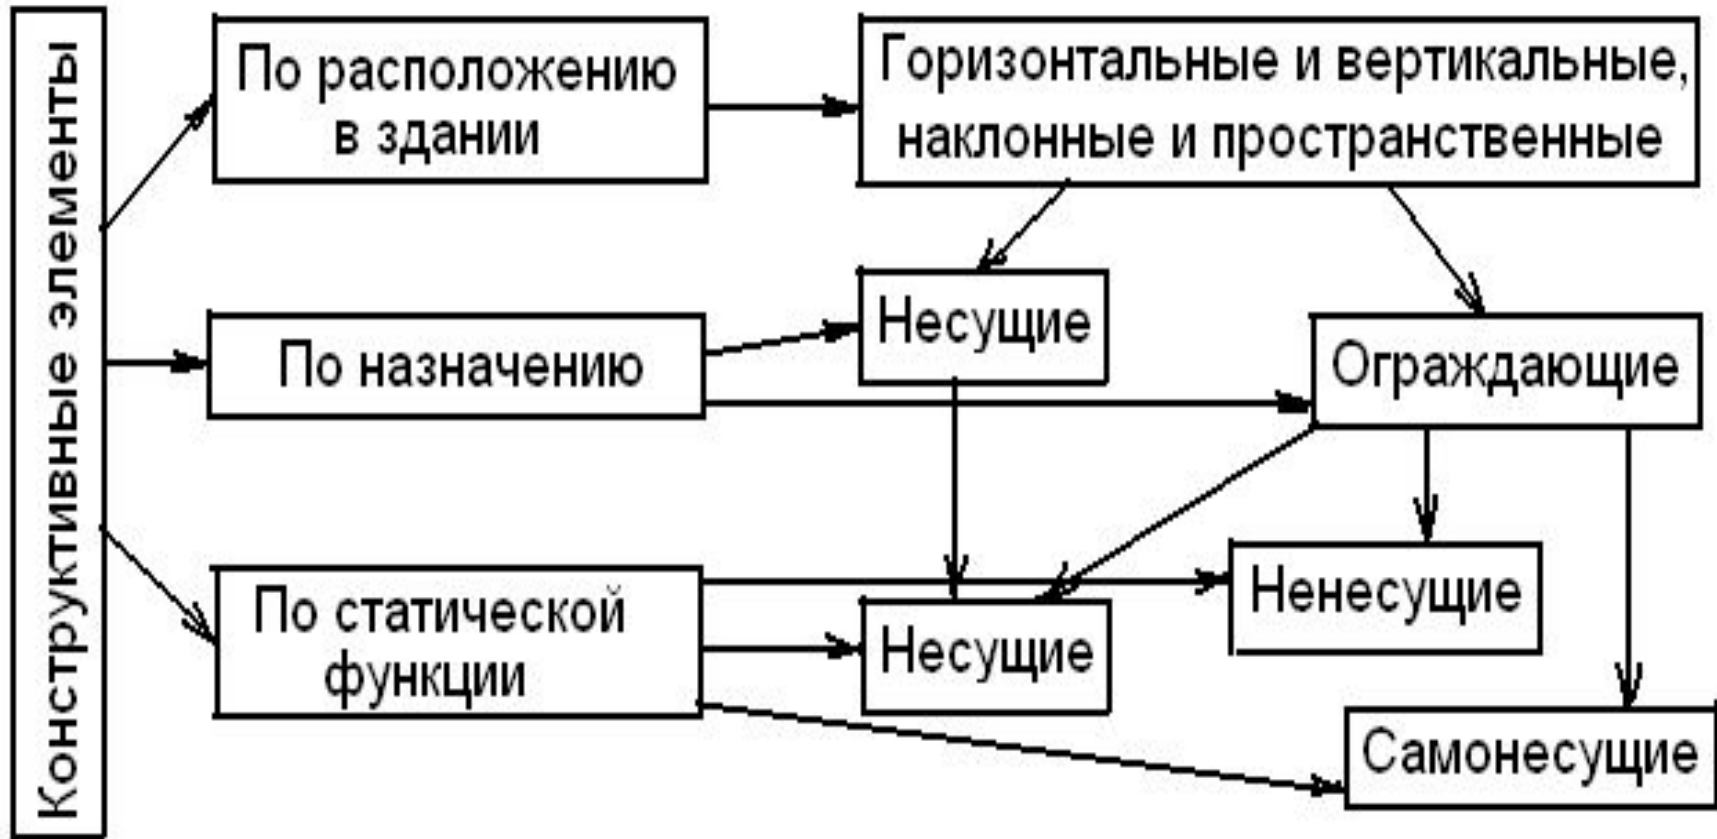 Конструктивные элементы
По расположению
в здании
Горизонтальные и вертикальные,
наклонные и пространственные
По назначению
Несущие
Ограждающие
По статической
функции
Несущие
Ненесущие
Самонесущие